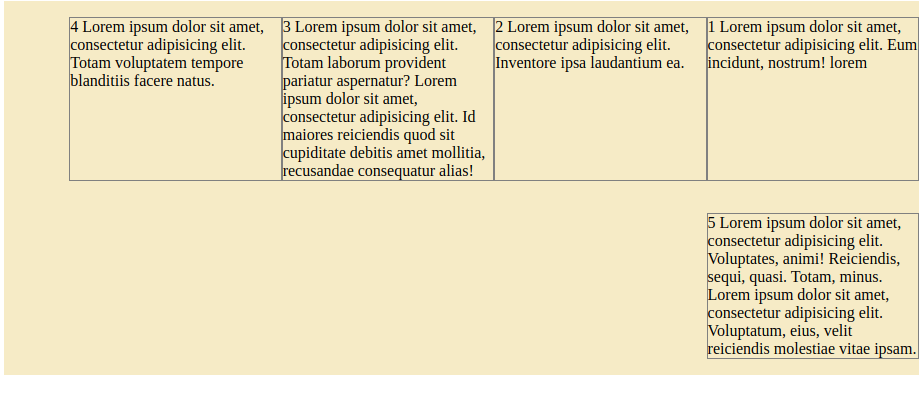 4 Lorem ipsum dolor sit amet,
consectetur adipisicing elit.
Totam voluptatem tempore
blanditiis facere natus.
3 Lorem ipsum dolor sit amet,
consectetur adipisicing elit.
Totam laborum provident
pariatur aspernatur? Lorem
ipsum dolor sit amet,
consectetur adipisicing elit. Id
maiores reiciendis quod sit
cupiditate debitis amet mollitia,
recusandae consequatur alias!
2 Lorem ipsum dolor sit amet,
consectetur adipisicing elit.
Inventore ipsa laudantium ea.
1 Lorem ipsum dolor sit amet,
consectetur adipisicing elit. Eum
incidunt, nostrum! lorem
5 Lorem ipsum dolor sit amet,
consectetur adipisicing elit.
Voluptates, animi! Reiciendis,
sequi, quasi. Totam, minus.
Lorem ipsum dolor sit amet,
consectetur adipisicing elit.
Voluptatum, eius, velit
reiciendis molestiae vitae ipsam.